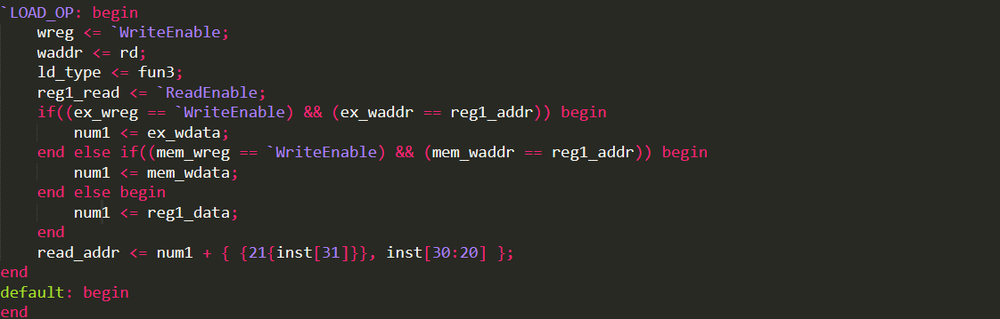 `LOAD_OP: begin
    wreg <= `WriteEnable;
    waddr <= rd;
    ld_type <= fun3;
    reg1_read <= `ReadEnable;
    if((ex_wreg == `WriteEnable) && (ex_waddr == reg1_addr)) begin
        num1 <= ex_wdata;
    end else if((mem_wreg == `WriteEnable) && (mem_waddr == reg1_addr)) begin
        num1 <= mem_wdata;
    end else begin
        num1 <= reg1_data;
    end
    read_addr <= num1 + { {21{inst[31]}}, inst[30:20] };
end
default: begin
end